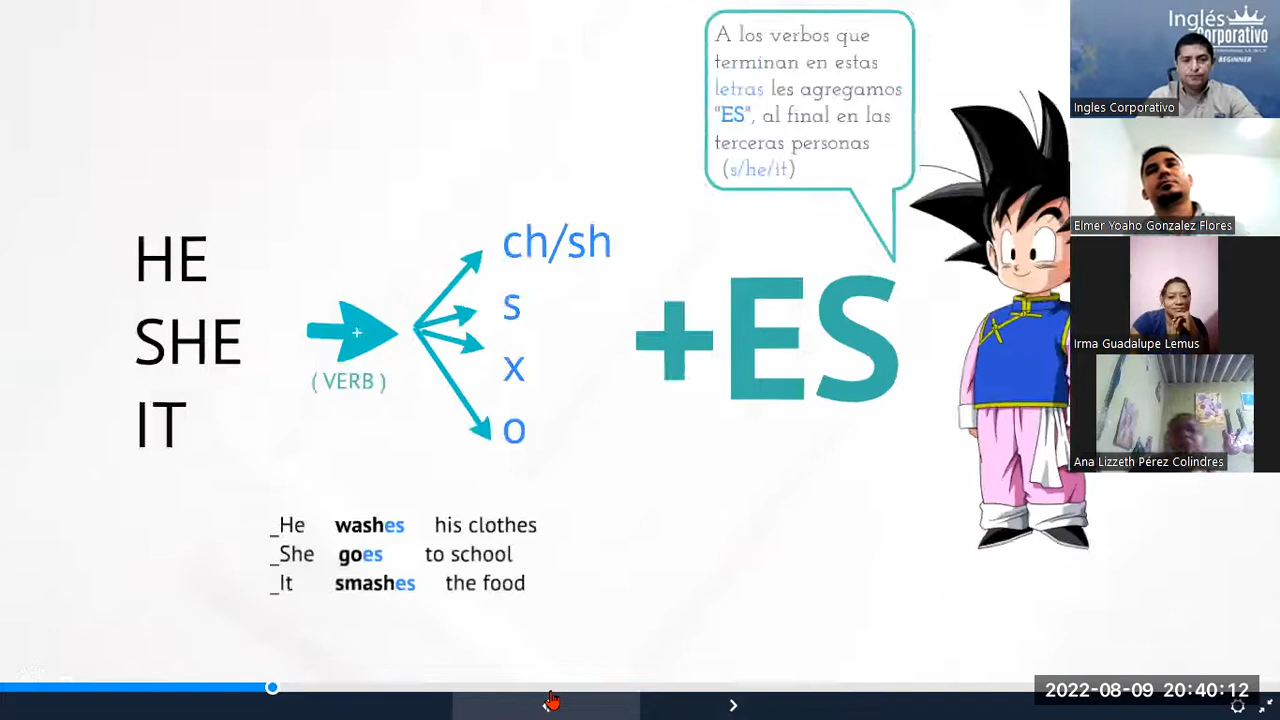 A los verbos que
terminan en estas
letras les agregamos
"ES", al final en las
terceras personas
(s/he/it)
HE
SHE
IT
+
( VERB )
ch/sh
s
x
o
+ES
_He washes his clothes
_She goes to school
_It smashes the food
Inglés
Corporativo
BEGINNER
Ingles Corporativo
Elmer Yoaho Gonzalez Flores
Irma Guadalupe Lemus
Ana Lizzeth Pérez Colindres
2022-08-09 20:40:12